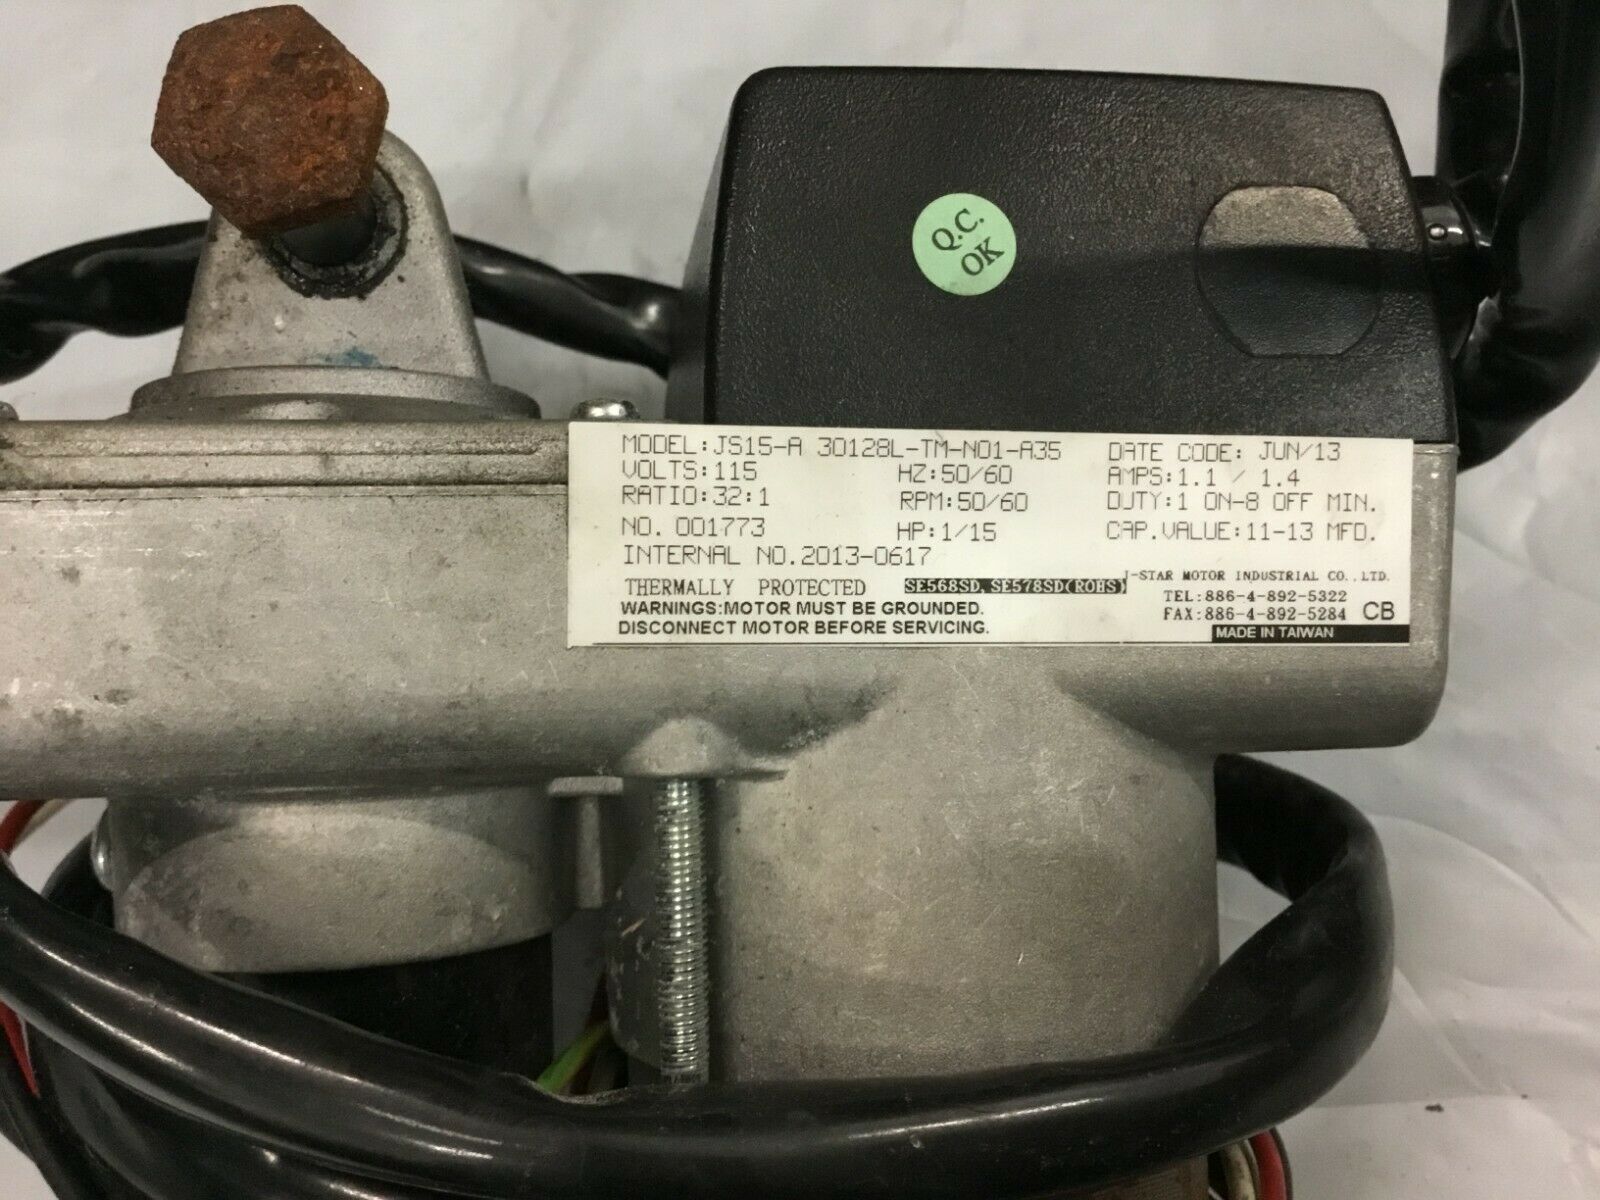 Q.C.
OK
MODEL:JS15-A 30128L-TM-N01-A35 DATE CODE: JUN/13
VOLTS:115 HZ:50/60 AMPS:1.1 / 1.4
RATIO:32:1 RPM:50/60 DUTY:1 ON-8 OFF MIN.
NO. 001773 HP:1/15 CAP.VALUE:11-13 MFD.
INTERNAL NO.2013-0617
THERMALLY PROTECTED SE568SD, SE578SD(ROHS) J-STAR MOTOR INDUSTRIAL CO.,LTD.
WARNINGS:MOTOR MUST BE GROUNDED. TEL:886-4-892-5322
DISCONNECT MOTOR BEFORE SERVICING. FAX:886-4-892-5284 CB
MADE IN TAIWAN